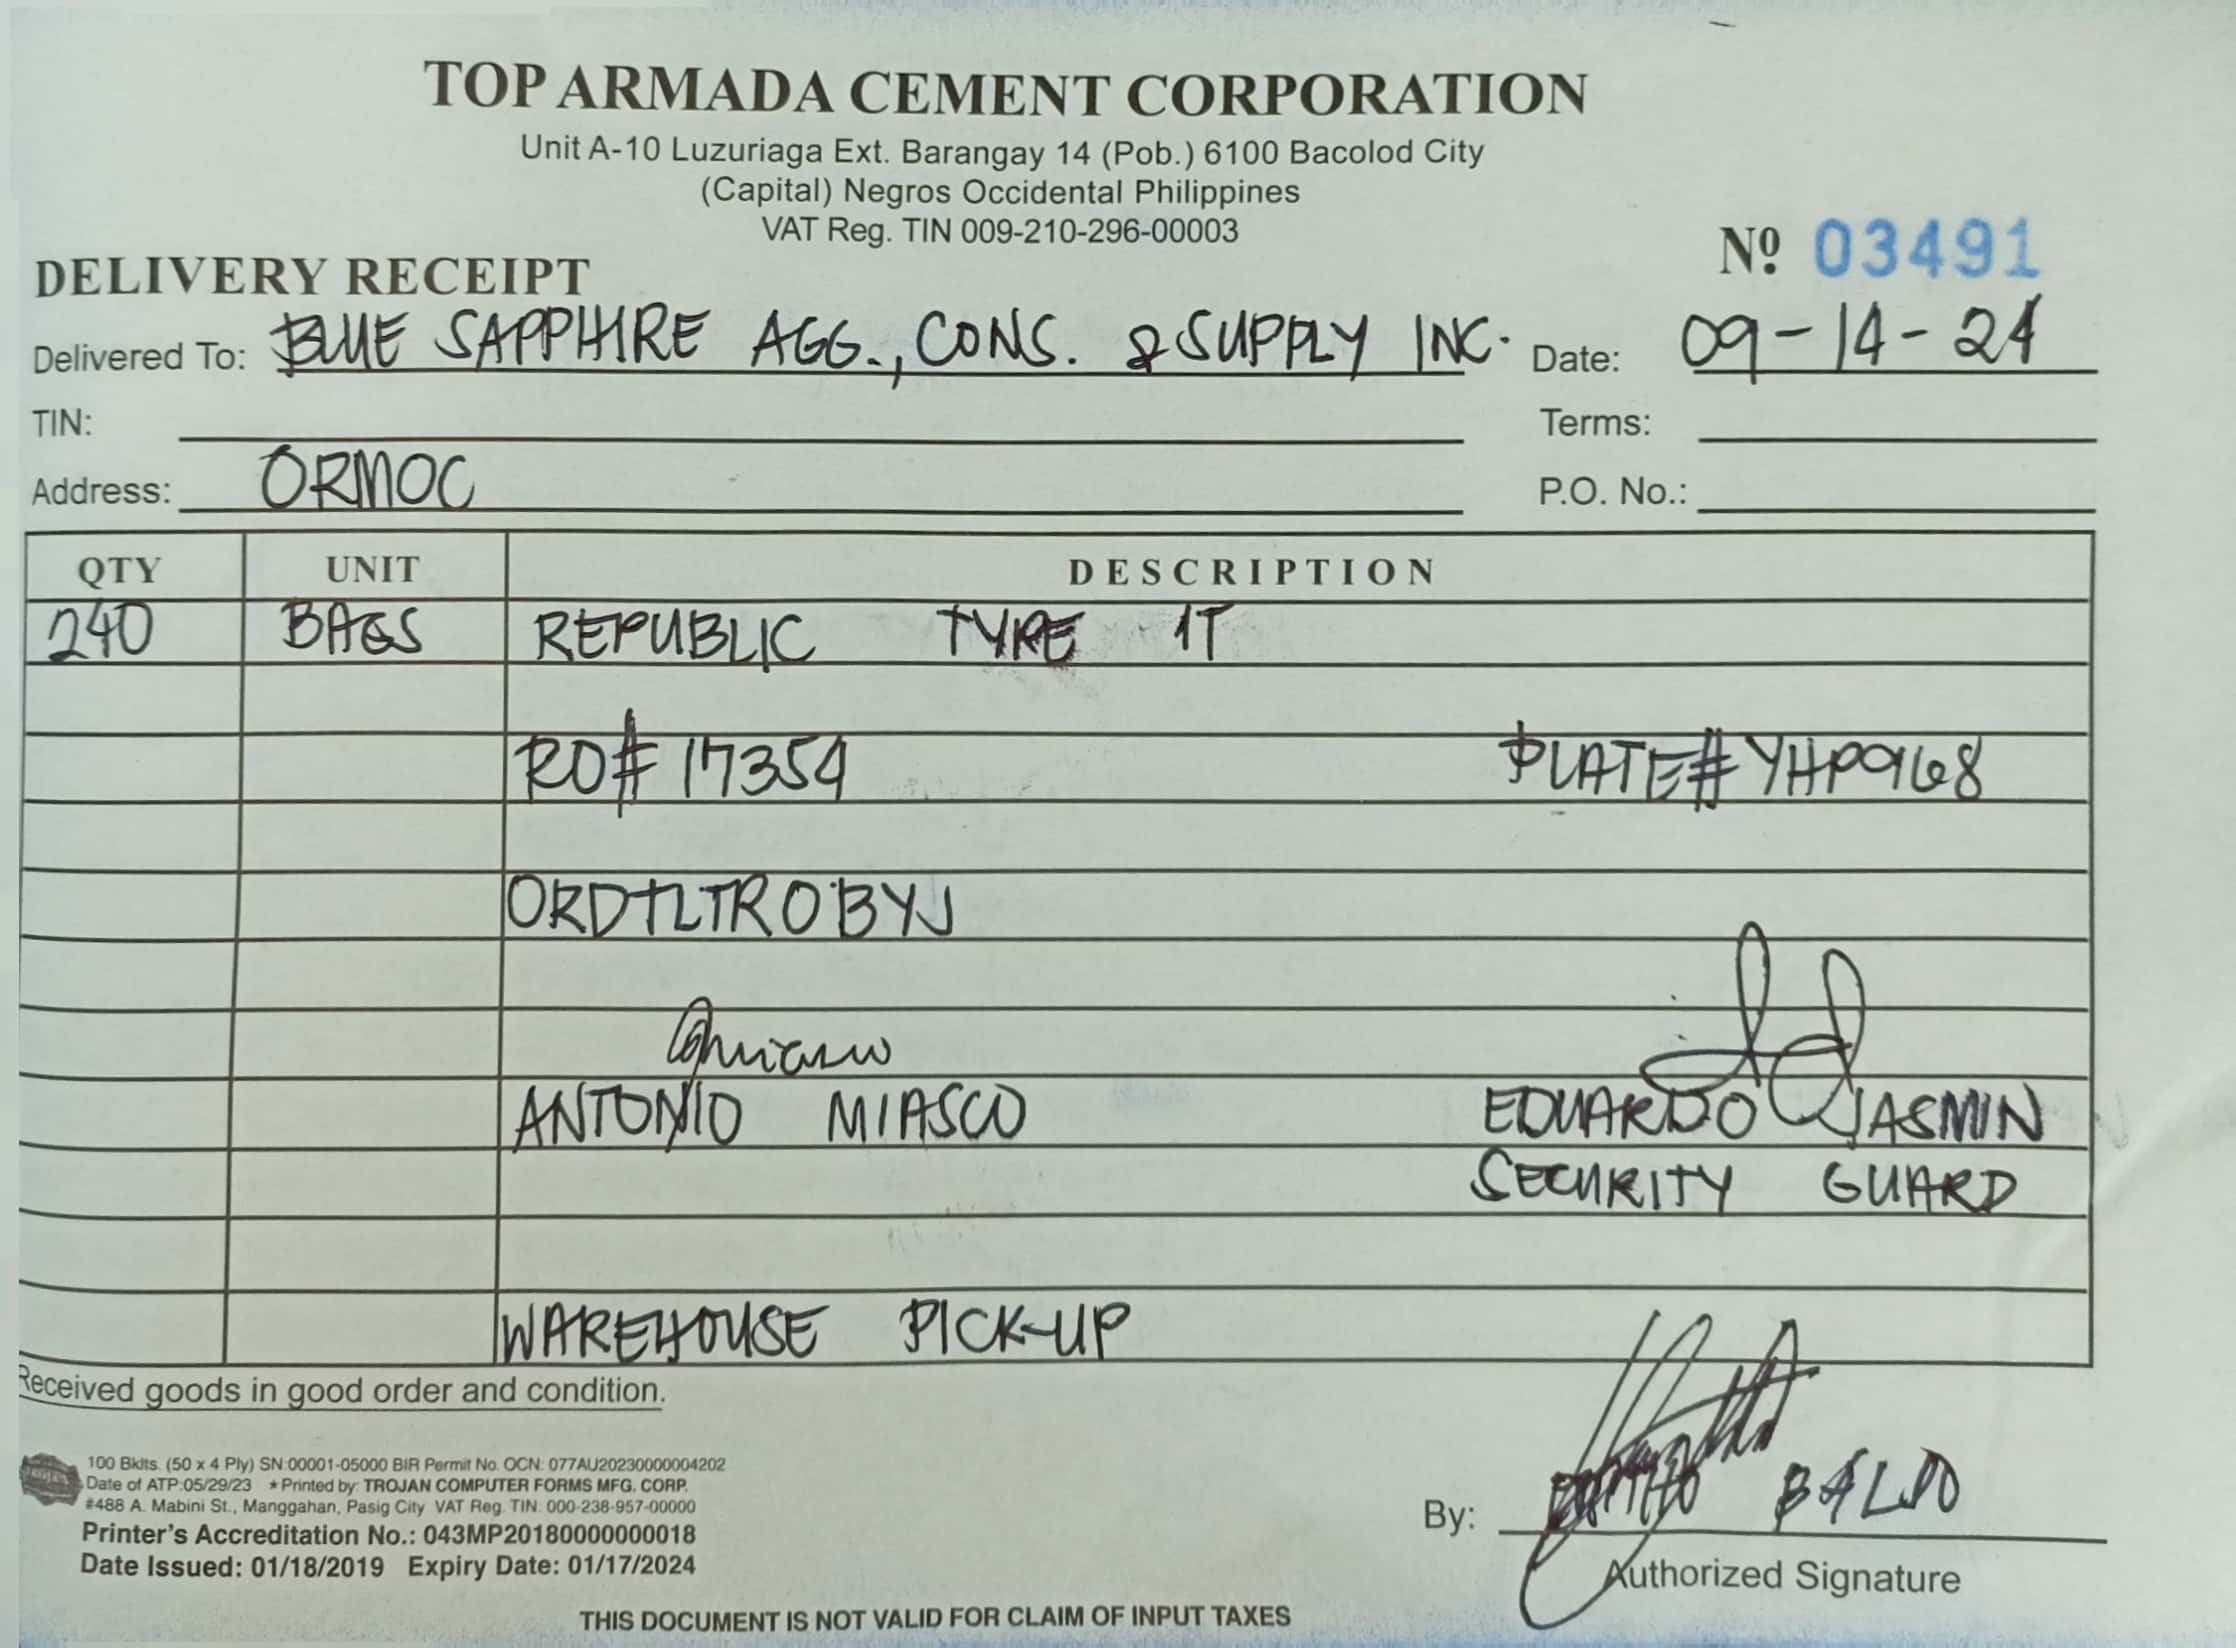 TOP ARMADA CEMENT CORPORATION
Unit A-10 Luzuriaga Ext. Barangay 14 (Pob.) 6100 Bacolod City
(Capital) Negros Occidental Philippines
VAT Reg. TIN 009-210-296-00003
Nº 03491
DELIVERY RECEIPT
Delivered To: BLUE SAPPHIRE AGG., CONS. & SUPPLY INC. Date: 09-14-24
TIN: Terms:
Address: ORMOC P.O. No.:
QTY UNIT DESCRIPTION
240 BAGS REPUBLIC TYPE 1T
RO# 17354 PLATE# YHP968
ANTONIO MIASCO EDUARDO JASMIN
SECURITY GUARD
WAREHOUSE PICK-UP
Received goods in good order and condition.
100 Bklts. (50 x 4 Ply) SN:00001-05000 BIR Permit No. OCN: 077AU20230000004202
Date of ATP:05/29/23 ★Printed by: TROJAN COMPUTER FORMS MFG. CORP.
#488 A. Mabini St., Manggahan, Pasig City VAT Reg. TIN: 000-238-957-00000
Printer's Accreditation No.: 043MP20180000000018
Date Issued: 01/18/2019 Expiry Date: 01/17/2024
By: BALDO
Authorized Signature
THIS DOCUMENT IS NOT VALID FOR CLAIM OF INPUT TAXES